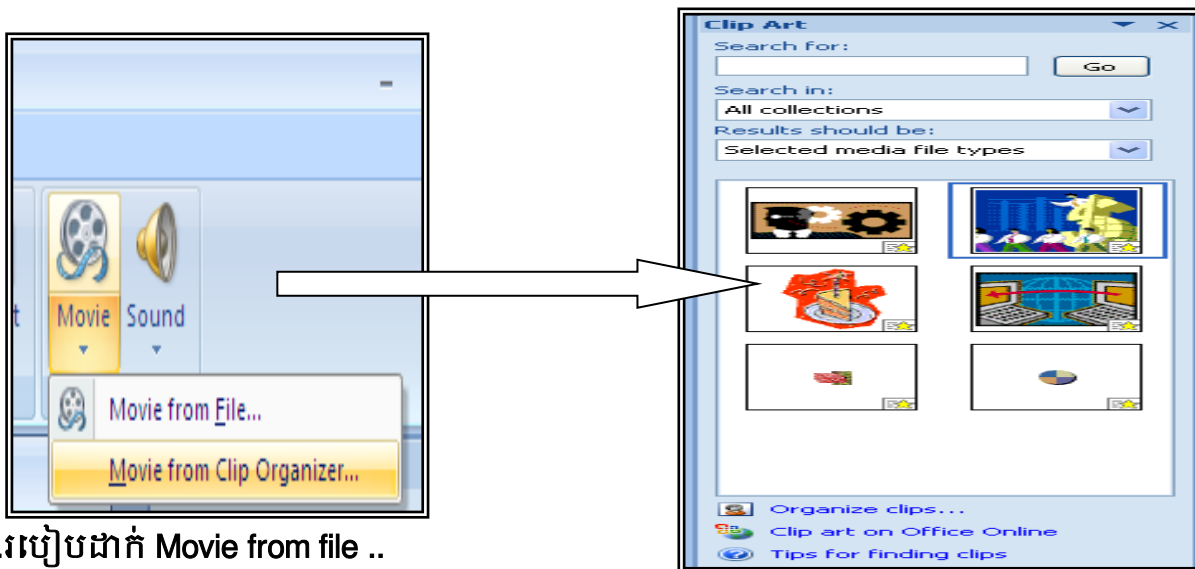 Movie Sound
Movie from File...
Movie from Clip Organizer...
.របៀបដាក់ Movie from file ..
Clip Art
Search for:
Go
Search in:
All collections
Results should be:
Selected media file types
Organize clips...
Clip art on Office Online
Tips for finding clips